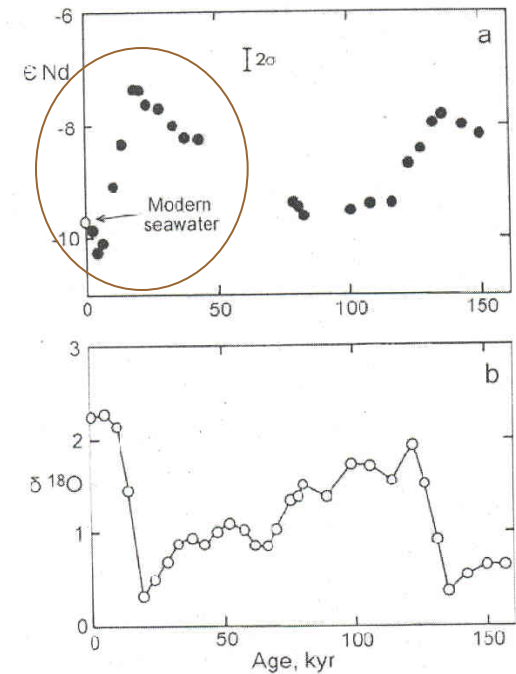 -6
a
Є Nd
2σ
-8
Modern
seawater
-10
0
50
100
150
3
b
2
δ 18O
1
0
0
50
100
150
Age, kyr